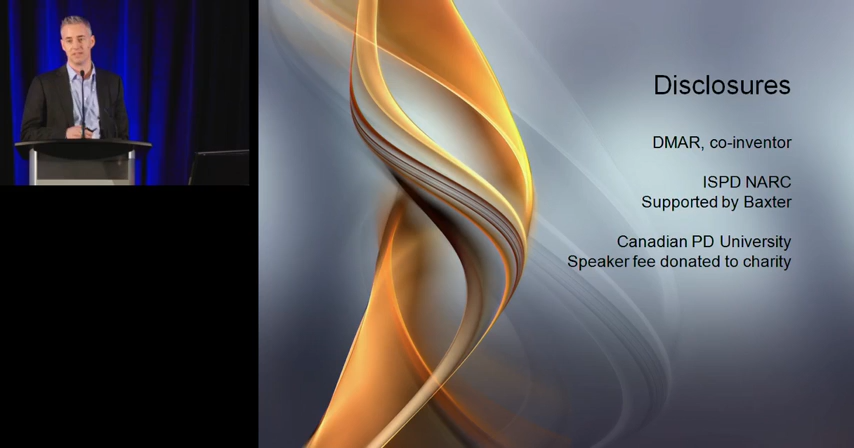 Disclosures
DMAR, co-inventor
ISPD NARC
Supported by Baxter
Canadian PD University
Speaker fee donated to charity